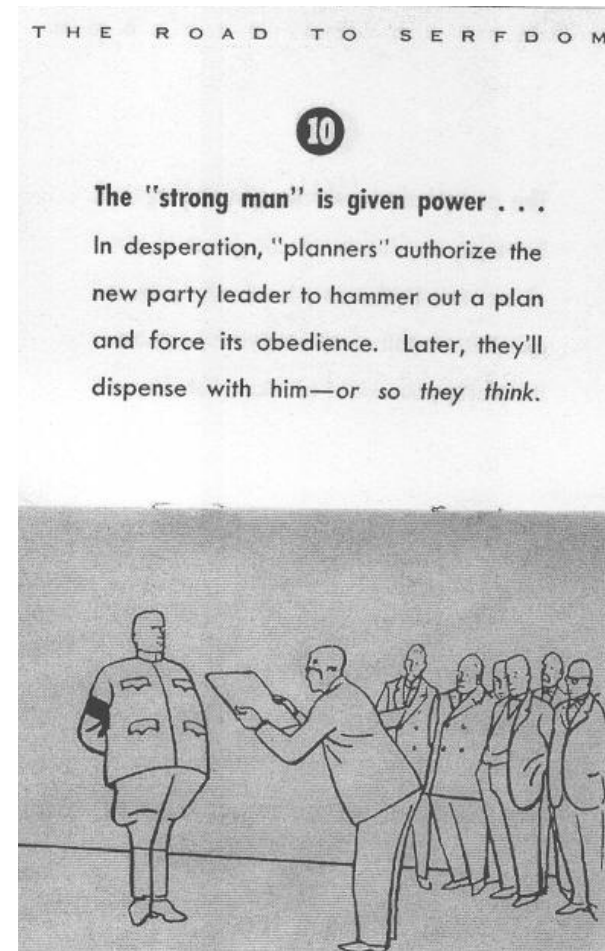 THE ROAD TO SERFDOM
10
The "strong man" is given power . . .
In desperation, "planners" authorize the
new party leader to hammer out a plan
and force its obedience. Later, they'll
dispense with him—or so they think.